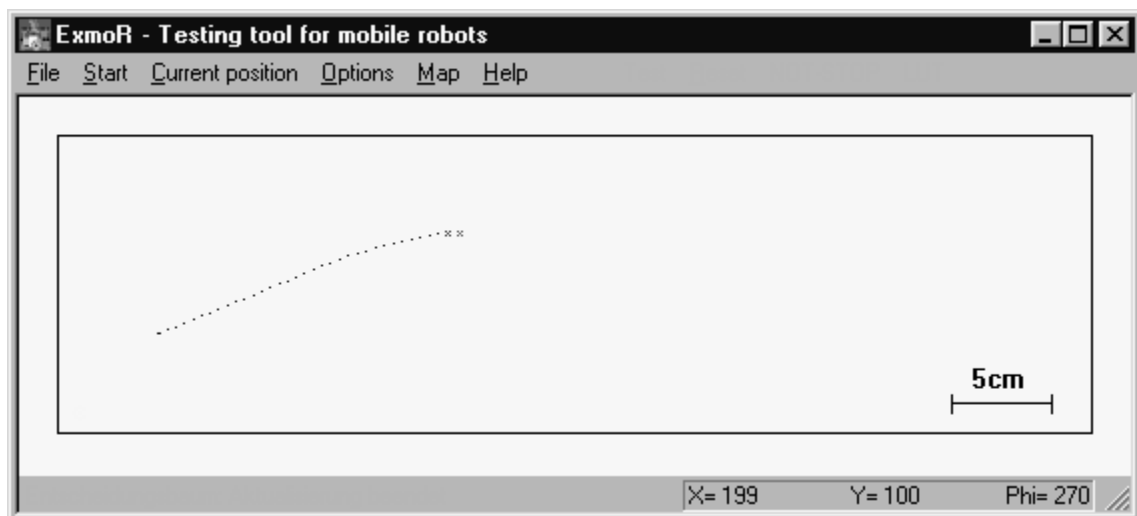 ExmoR - Testing tool for mobile robots
File Start Current position Options Map Help
5cm
X= 199 Y= 100 Phi= 270